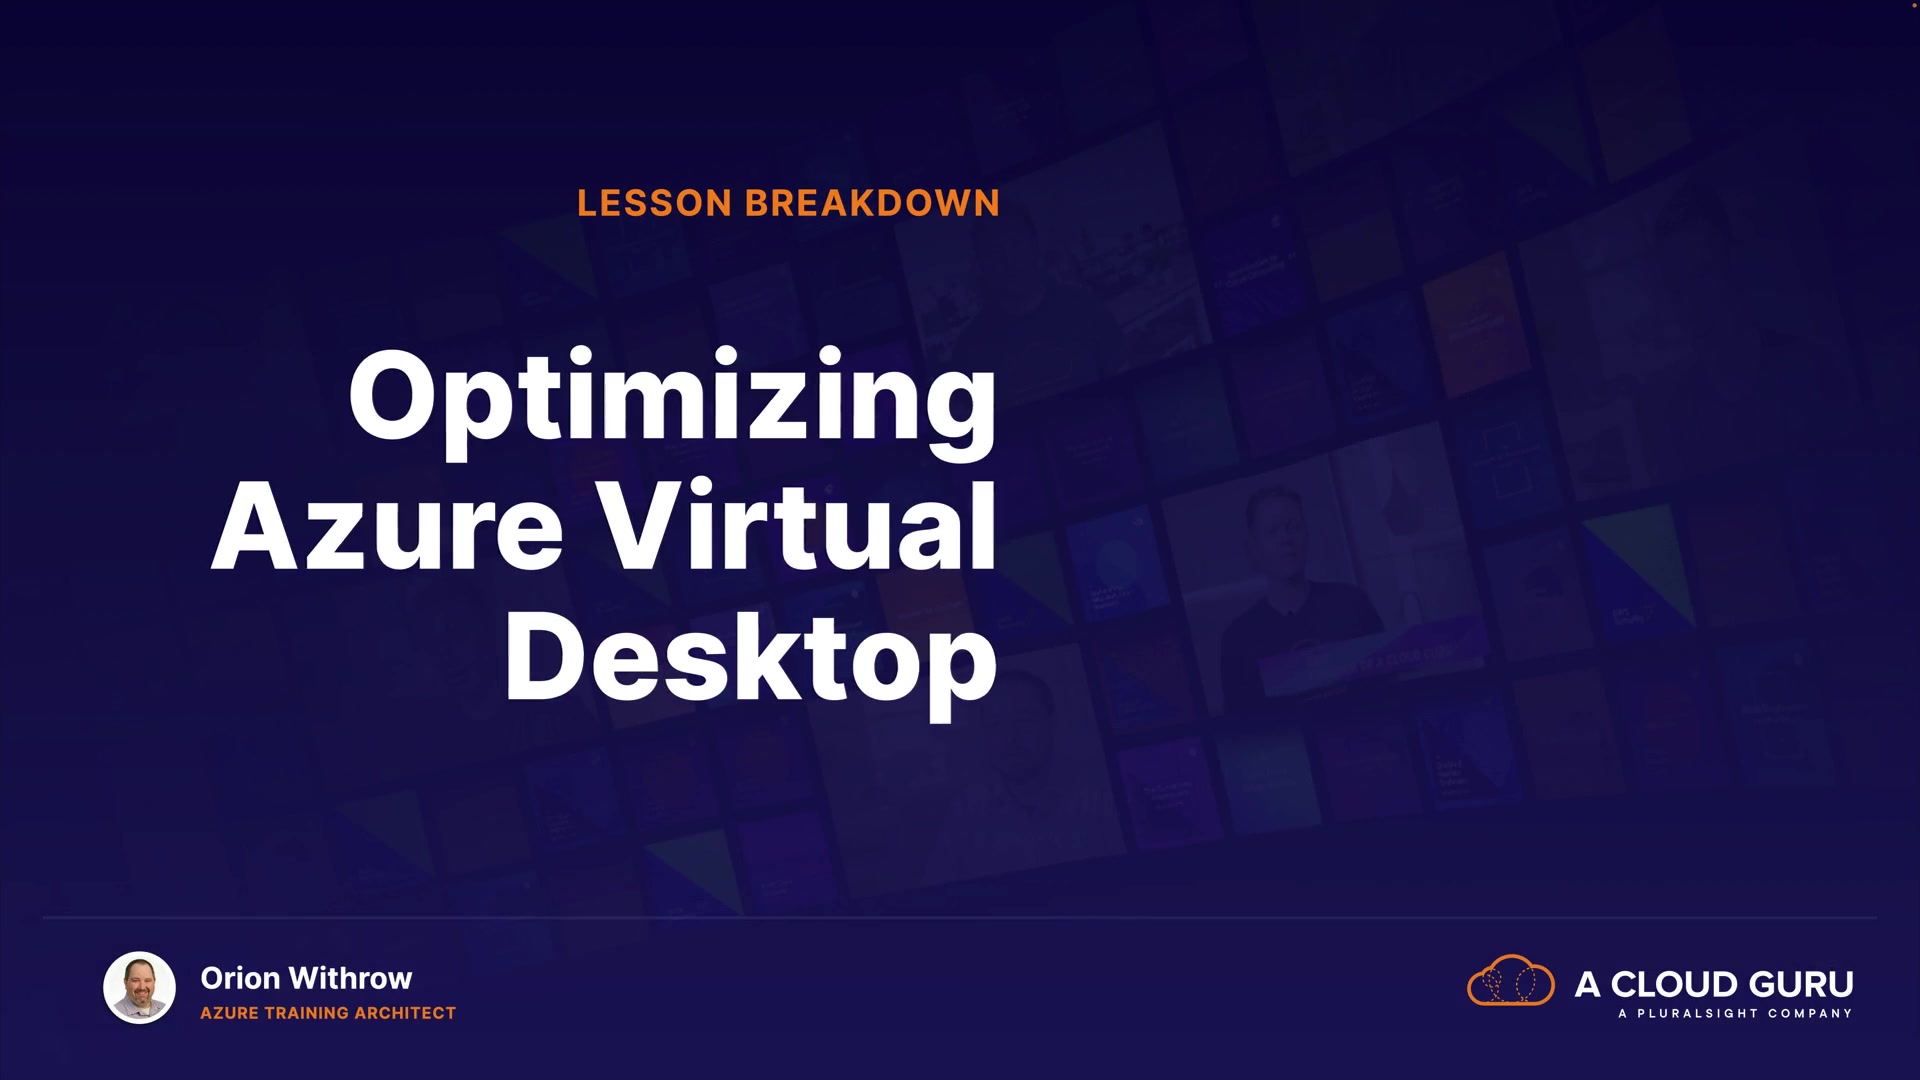 LESSON BREAKDOWN
Optimizing
Azure Virtual
Desktop
Orion Withrow
AZURE TRAINING ARCHITECT
A CLOUD GURU
A PLURALSIGHT COMPANY